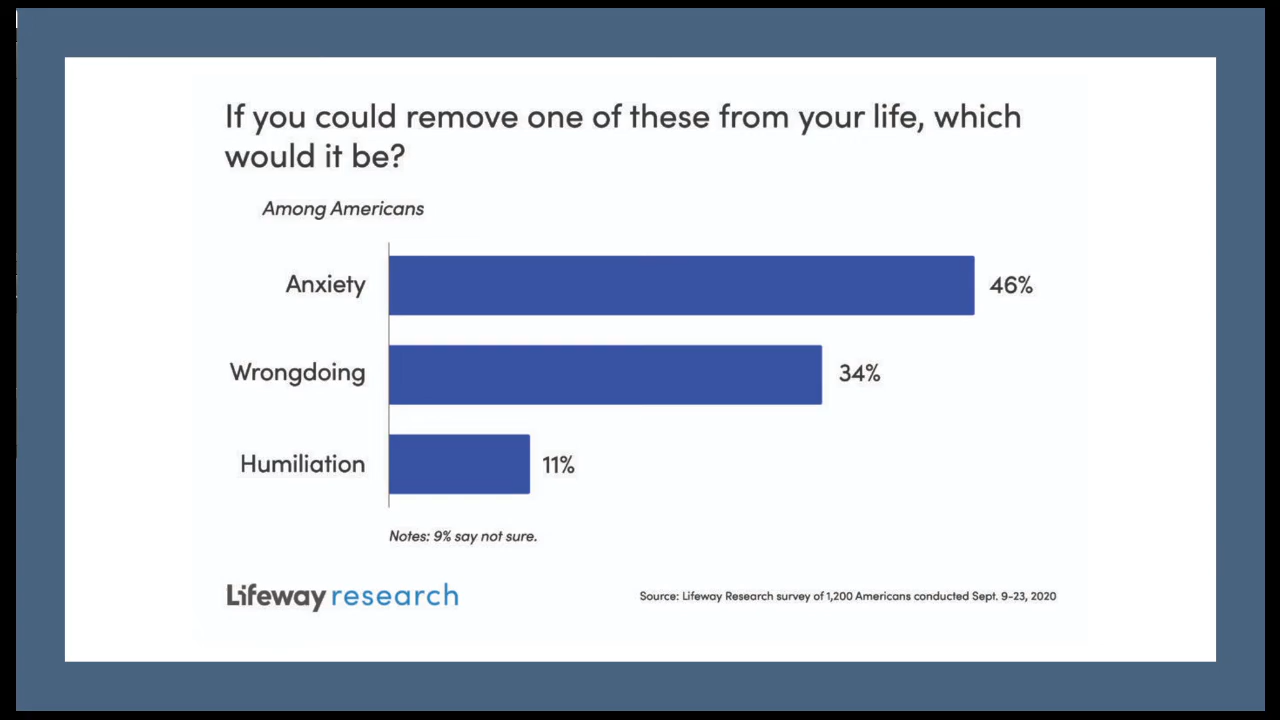 If you could remove one of these from your life, which
would it be?
Among Americans
Anxiety 46%
Wrongdoing 34%
Humiliation 11%
Notes: 9% say not sure.
Lifeway research
Source: Lifeway Research survey of 1,200 Americans conducted Sept. 9-23, 2020